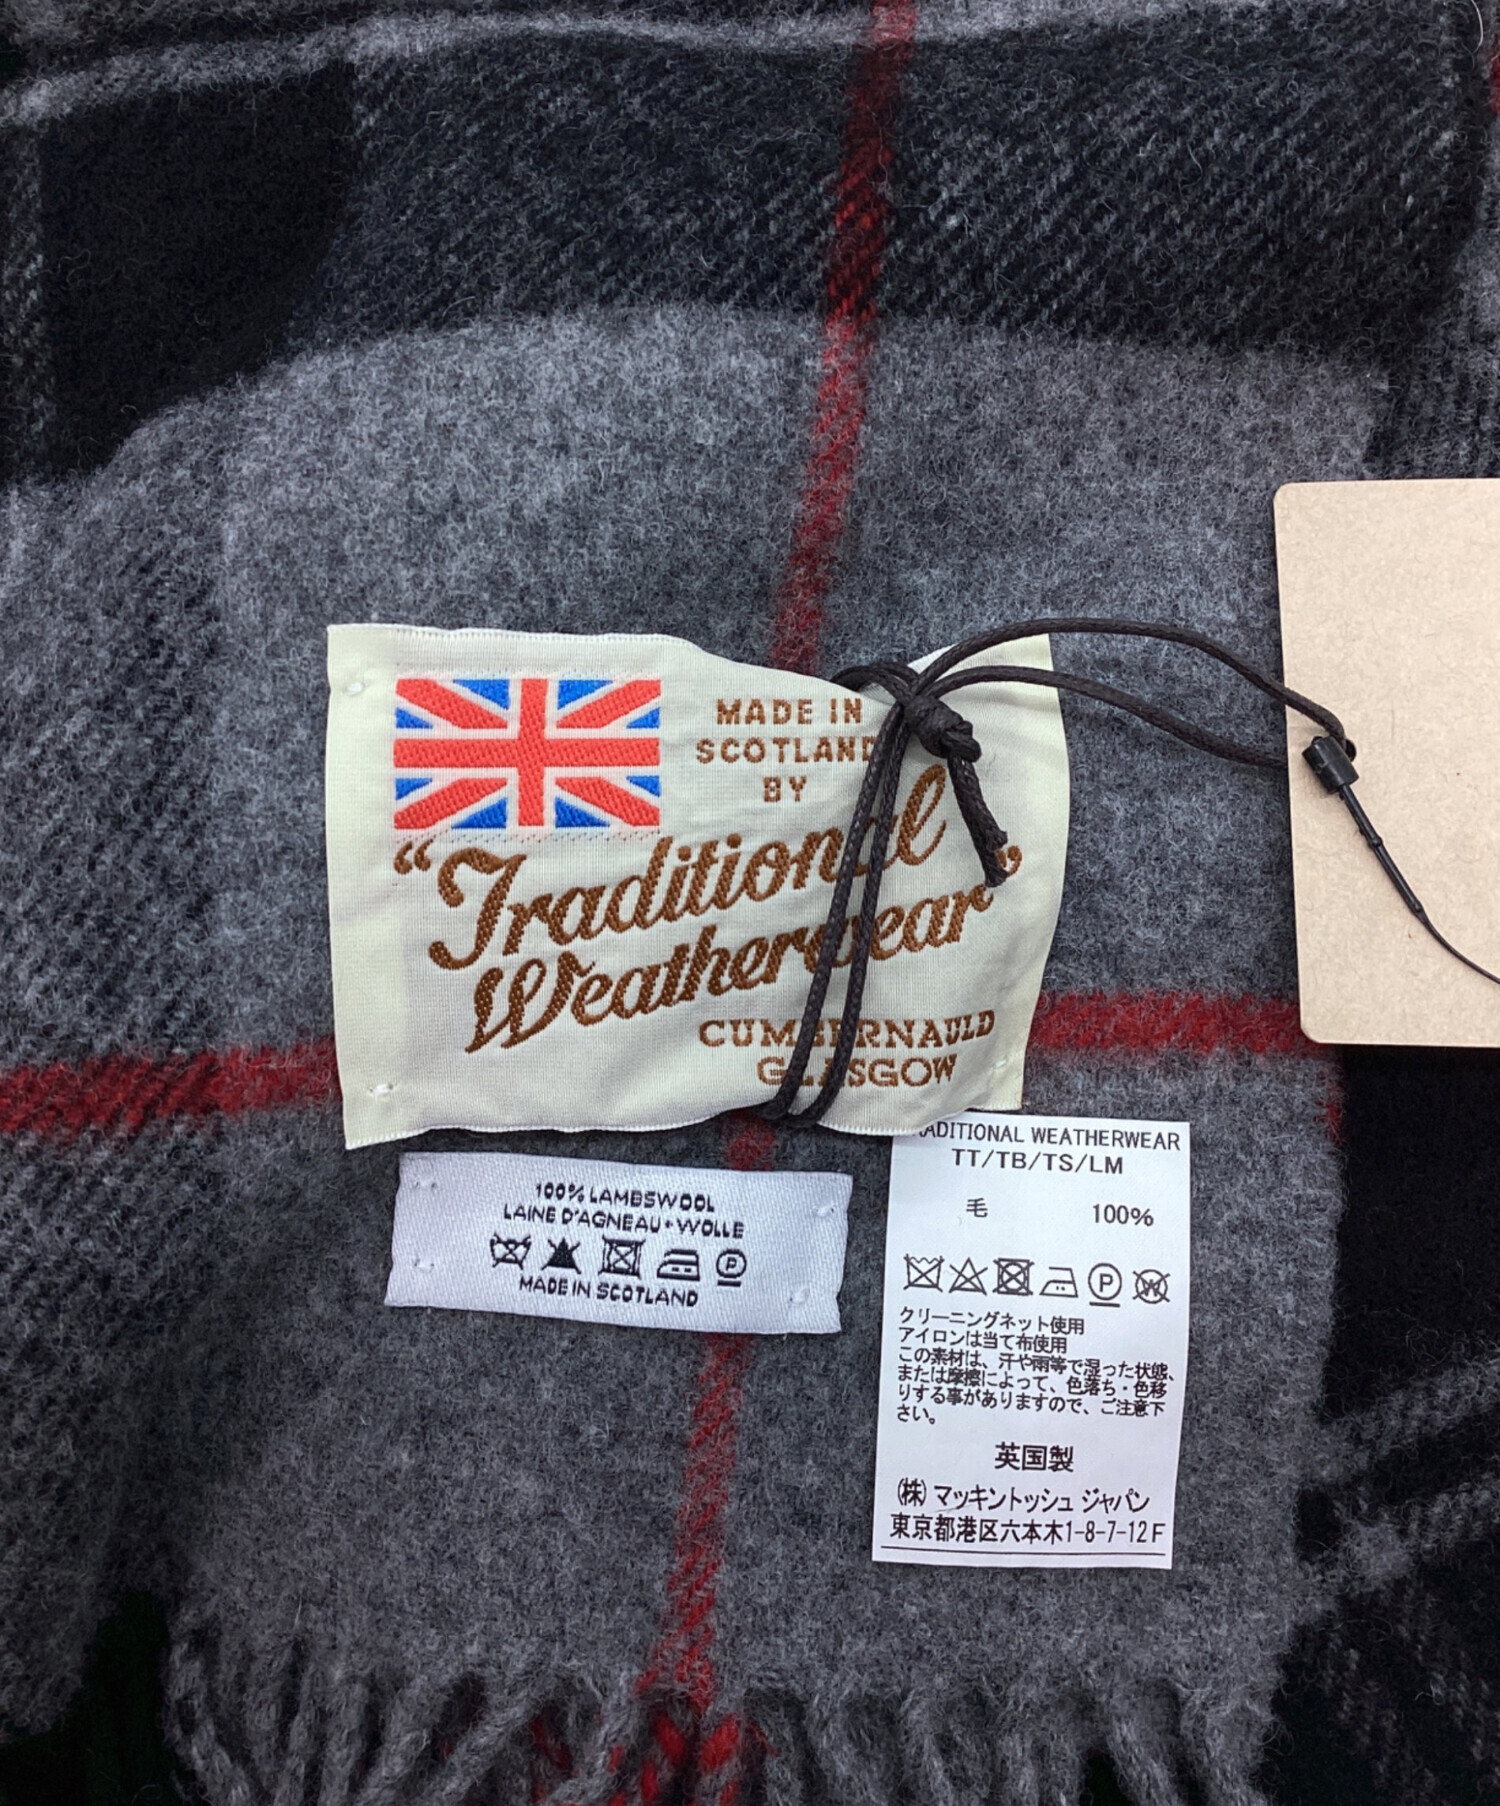 MADE IN
SCOTLAND
BY
“Traditional
Weatherwear”
CUMBERNAULD
GLASGOW
100% LAMBSWOOL
LAINE D'AGNEAU • WOLLE
P
MADE IN SCOTLAND
RADITIONAL WEATHERWEAR
TT/TB/TS/LM
毛 100%
P W
クリーニングネット使用
アイロンは当て布使用
この素材は、汗や雨等で湿った状態、
または摩擦によって、色落ち・色移
りする事がありますので、ご注意下
さい。
英国製
(株)マッキントッシュ ジャパン
東京都港区六本木1-8-7-12F